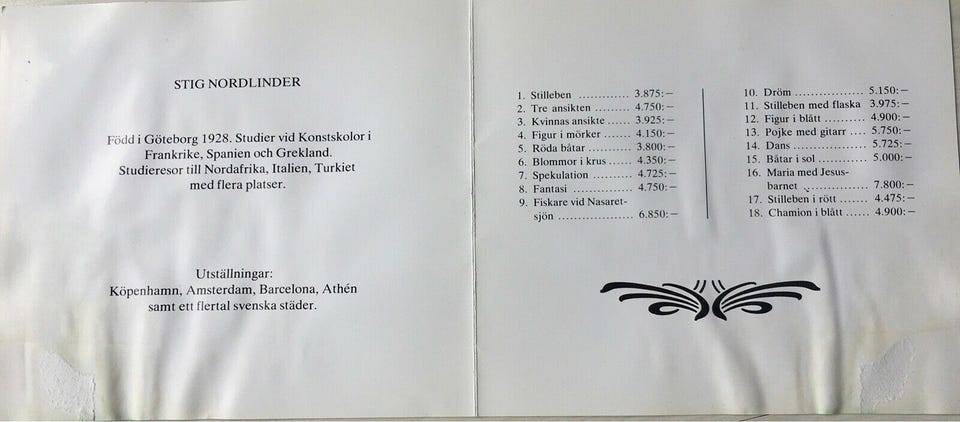 STIG NORDLINDER
Född i Göteborg 1928. Studier vid Konstskolor i
Frankrike, Spanien och Grekland.
Studieresor till Nordafrika, Italien, Turkiet
med flera platser.
Utställningar:
Köpenhamn, Amsterdam, Barcelona, Athén
samt ett flertal svenska städer.
1. Stilleben ............ 3.875:—
2. Tre ansikten ......... 4.750:—
3. Kvinnas ansikte ...... 3.925:—
4. Figur i mörker ....... 4.150:—
5. Röda båtar ........... 3.800:—
6. Blommor i krus ....... 4.350:—
7. Spekulation .......... 4.725:—
8. Fantasi .............. 4.750:—
9. Fiskare vid Nasaret-
sjön .................. 6.850:—
10. Dröm ................. 5.150:—
11. Stilleben med flaska 3.975:—
12. Figur i blått ........ 4.900:—
13. Pojke med gitarr .... 5.750:—
14. Dans ................. 5.725:—
15. Båtar i sol .......... 5.000:—
16. Maria med Jesus-
barnet ............... 7.800:—
17. Stilleben i rött ....... 4.475:—
18. Chamion i blått ...... 4.900:—